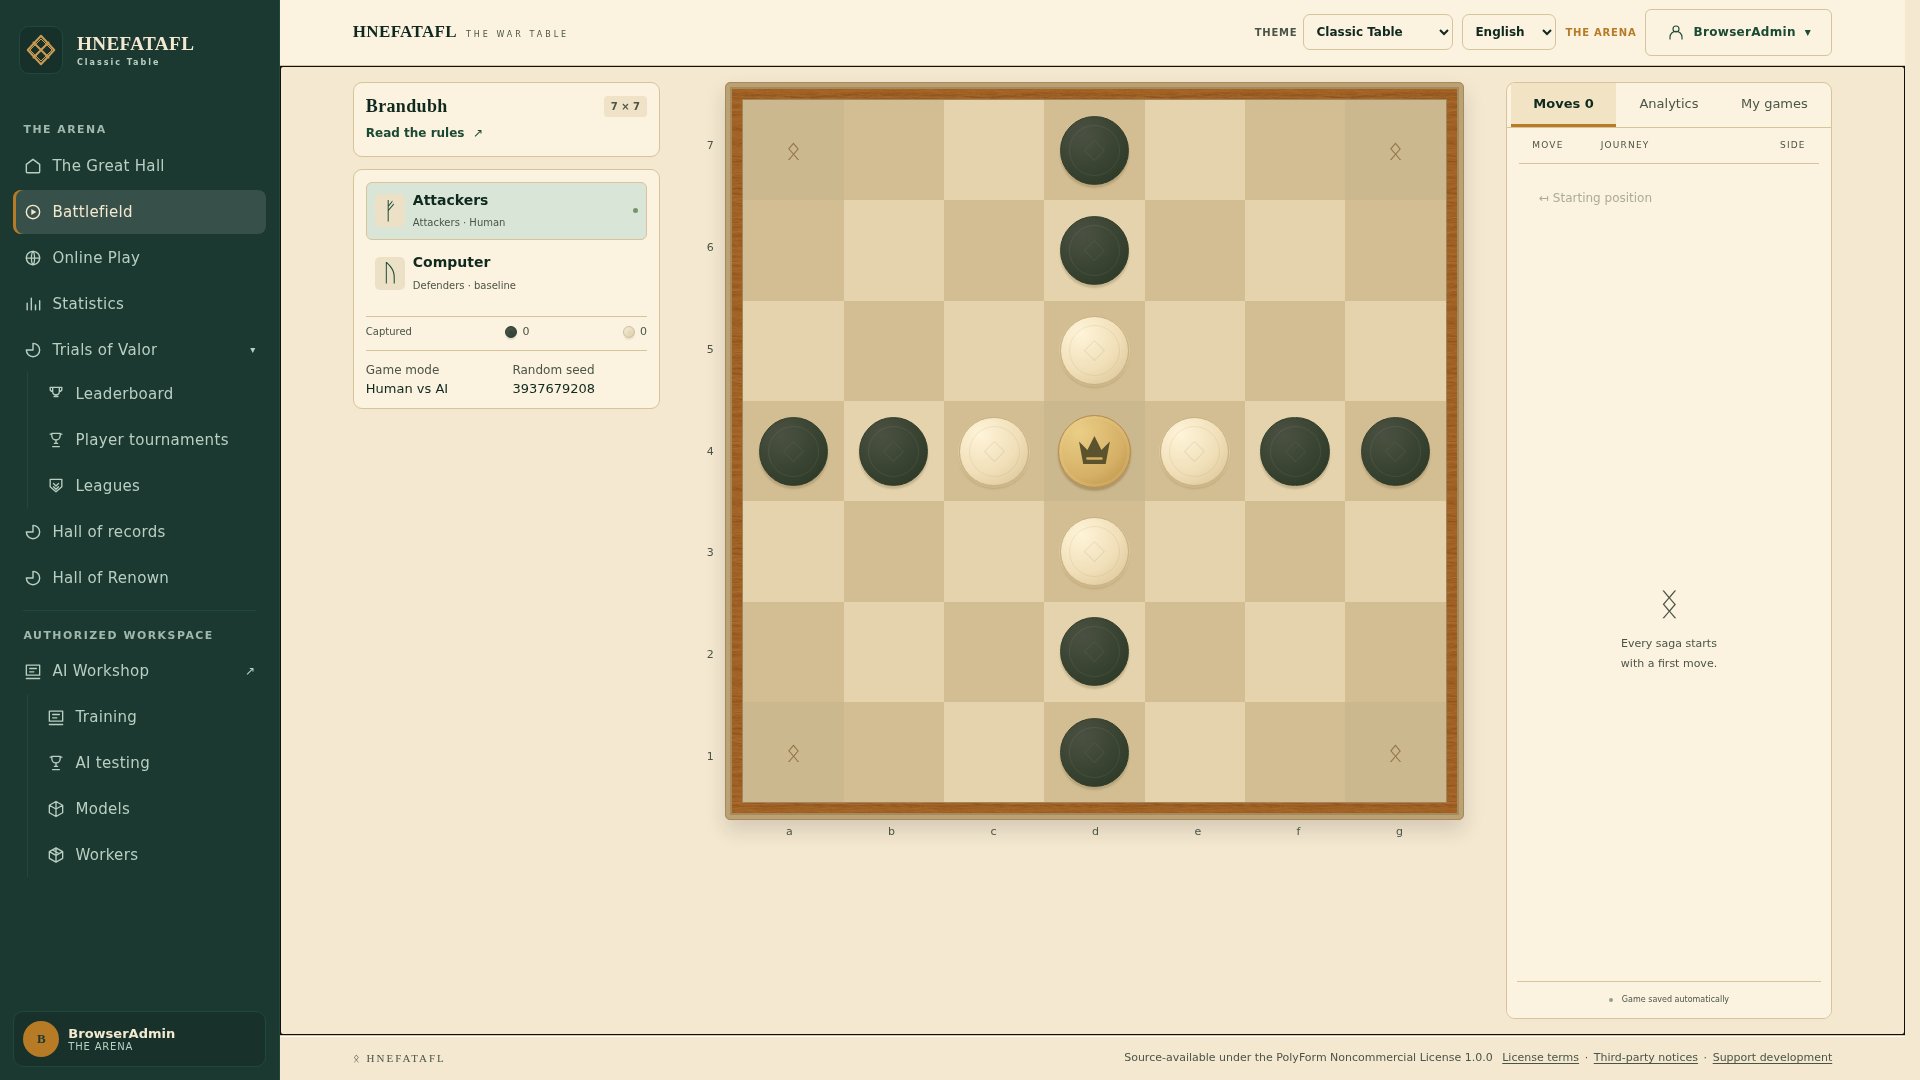 HNEFATAFL
Classic Table
THE ARENA
The Great Hall
Battlefield
Online Play
Statistics
Trials of Valor ▾
Leaderboard
Player tournaments
Leagues
Hall of records
Hall of Renown
AUTHORIZED WORKSPACE
AI Workshop ↗
Training
AI testing
Models
Workers
B
BrowserAdmin
THE ARENA
HNEFATAFL THE WAR TABLE
THEME Classic Table English THE ARENA BrowserAdmin ▾
Brandubh 7 × 7
Read the rules ↗
ᚠ Attackers
Attackers · Human
ᚢ Computer
Defenders · baseline
Captured 0 0
Game mode Random seed
Human vs AI 3937679208
7
6
5
4
3
2
1
a b c d e f g
Moves 0 Analytics My games
MOVE JOURNEY SIDE
↤ Starting position
ᛟ ᛟ
ᛟ ᛟ
Every saga starts
with a first move.
Game saved automatically
ᛟ HNEFATAFL
Source-available under the PolyForm Noncommercial License 1.0.0 License terms · Third-party notices · Support development